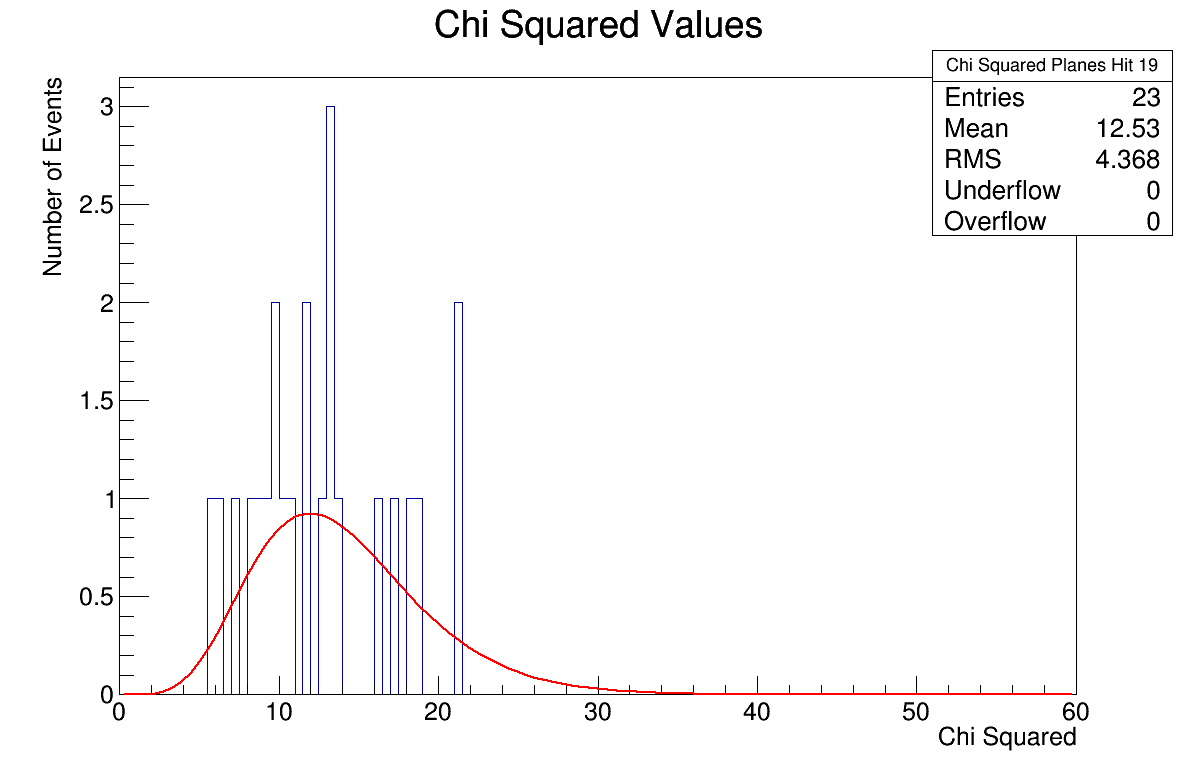 Chi Squared Values
Chi Squared Planes Hit 19
Entries 23
Mean 12.53
RMS 4.368
Underflow 0
Overflow 0
Number of Events
3
2.5
2
1.5
1
0.5
0
0 10 20 30 40 50 60
Chi Squared